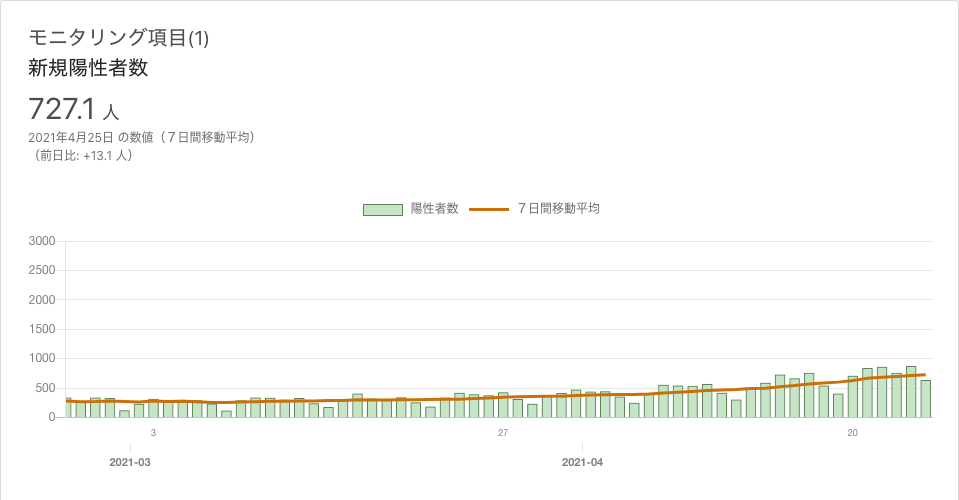 モニタリング項目(1)
新規陽性者数
727.1 人
2021年4月25日 の数値（７日間移動平均）
（前日比: +13.1 人）
陽性者数 ７日間移動平均
3000
2500
2000
1500
1000
500
0
3 27 20
2021-03 2021-04